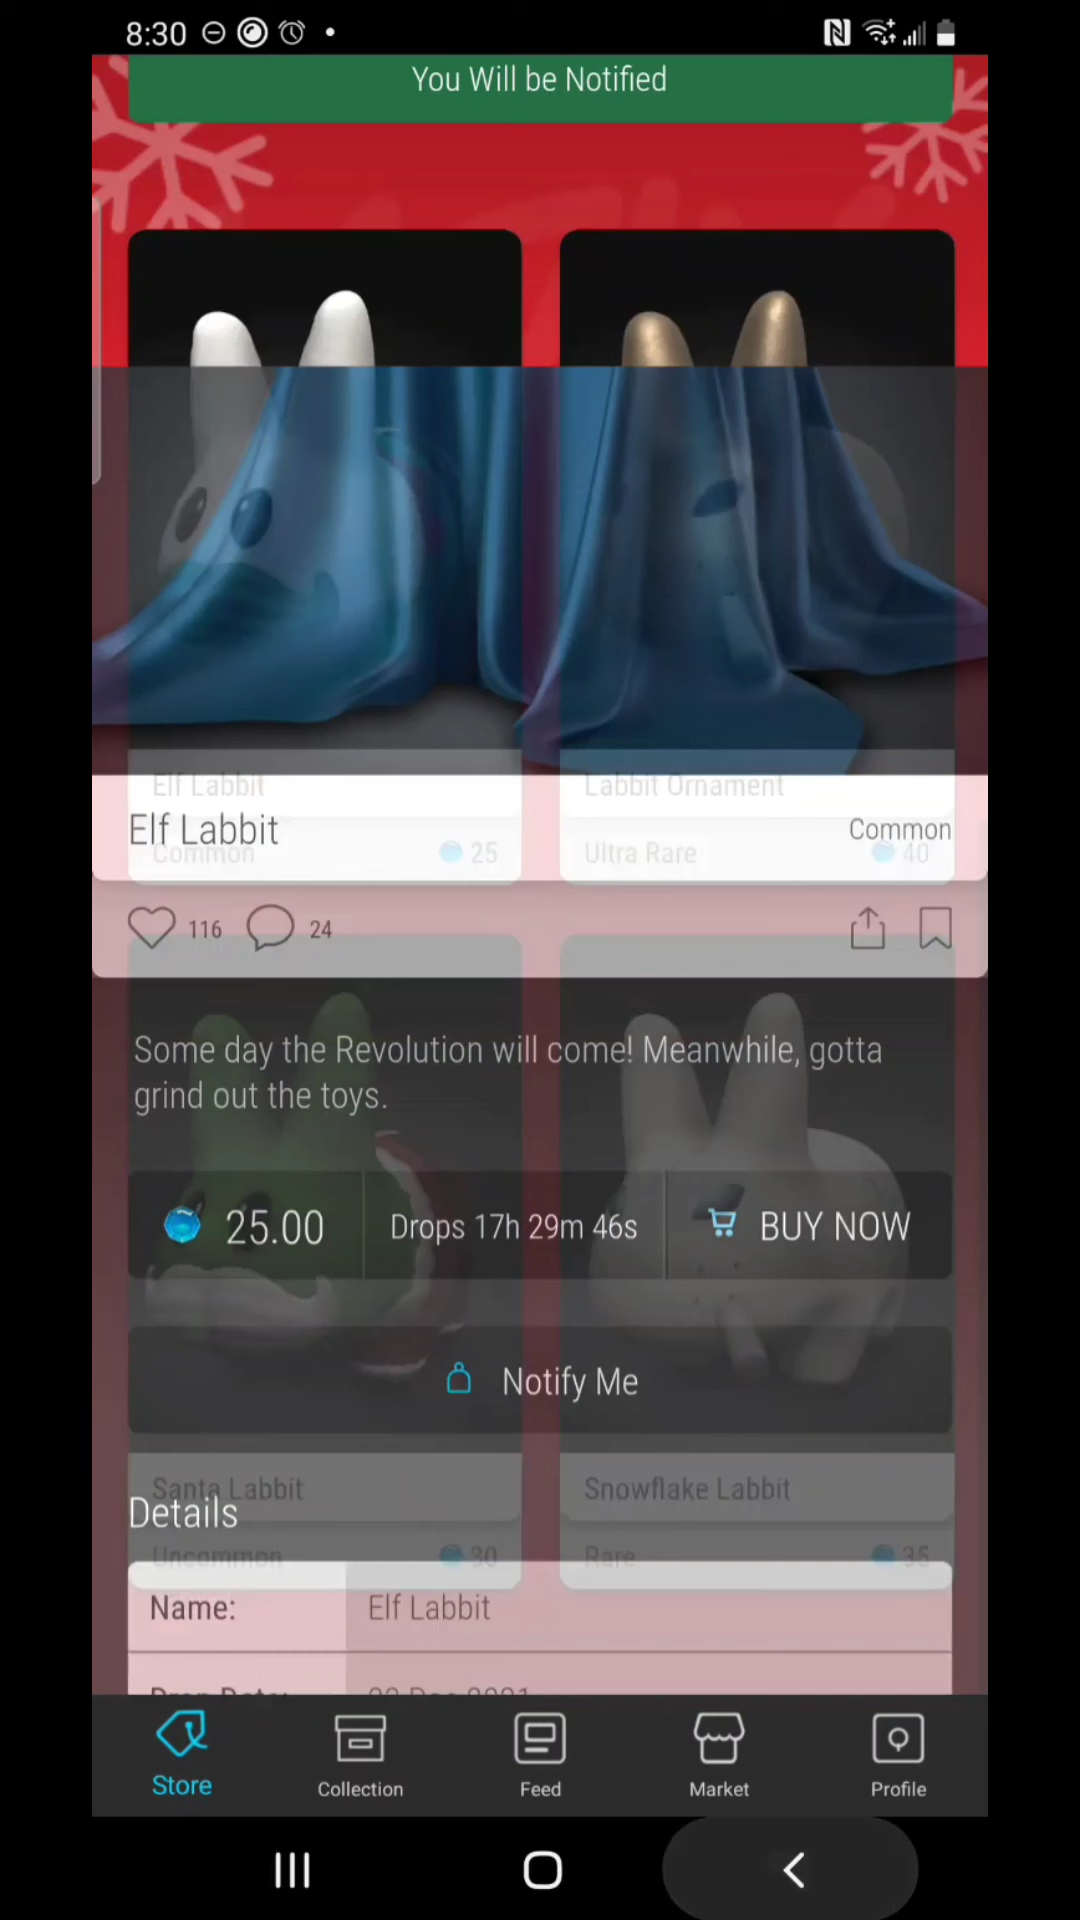 8:30
You Will be Notified
Elf Labbit
Labbit Ornament
Elf Labbit
Common
Common
25
Ultra Rare
40
116
24
Some day the Revolution will come! Meanwhile, gotta
grind out the toys.
25.00
Drops 17h 29m 46s
BUY NOW
Notify Me
Santa Labbit
Snowflake Labbit
Details
Uncommon
30
Rare
35
Name:
Elf Labbit
Store
Collection
Feed
Market
Profile